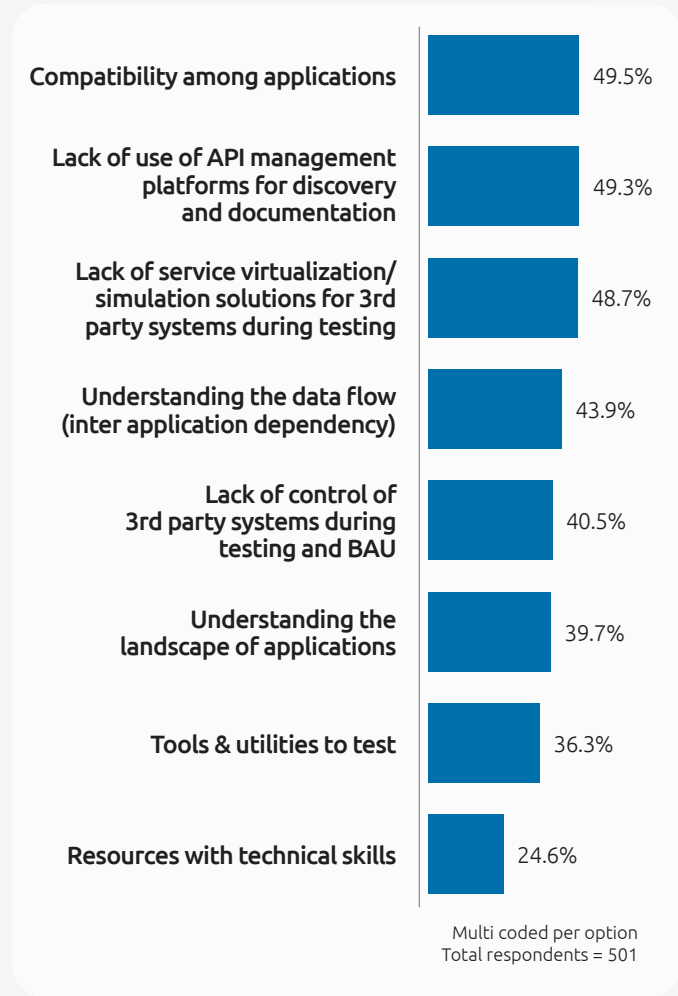 Compatibility among applications
49.5%
Lack of use of API management
platforms for discovery
and documentation
49.3%
Lack of service virtualization/
simulation solutions for 3rd
party systems during testing
48.7%
Understanding the data flow
(inter application dependency)
43.9%
Lack of control of
3rd party systems during
testing and BAU
40.5%
Understanding the
landscape of applications
39.7%
Tools & utilities to test
36.3%
Resources with technical skills
24.6%
Multi coded per option
Total respondents = 501